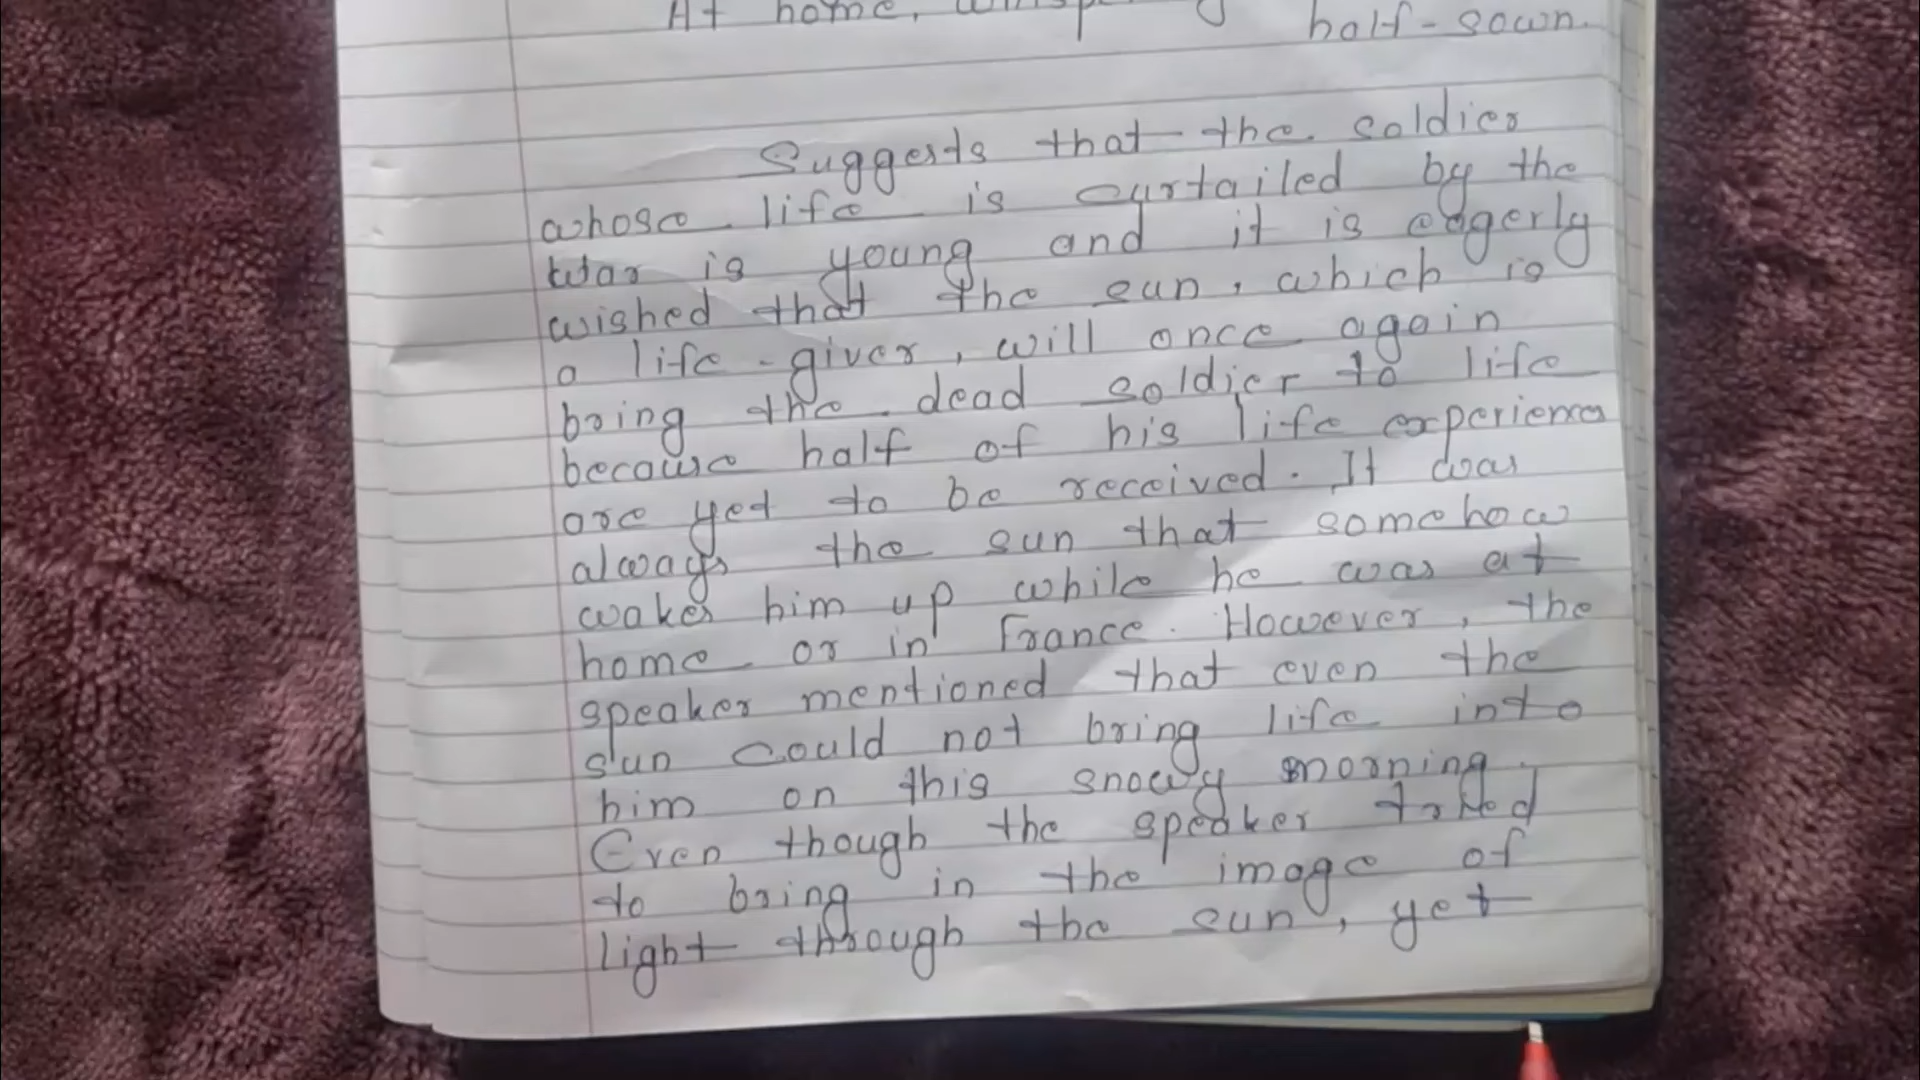 At home,
half-sown.
Suggests that the soldier
whose life is curtailed by the
war is young and it is eagerly
wished that the sun, which is
a life-giver, will once again
bring the dead soldier to life
because half of his life experiences
are yet to be received. It was
always the sun that somehow
wakes him up while he was at
home or in France. However, the
speaker mentioned that even the
sun could not bring life into
him on this snowy morning.
Even though the speaker
to bring in the image of
light through the sun, yet